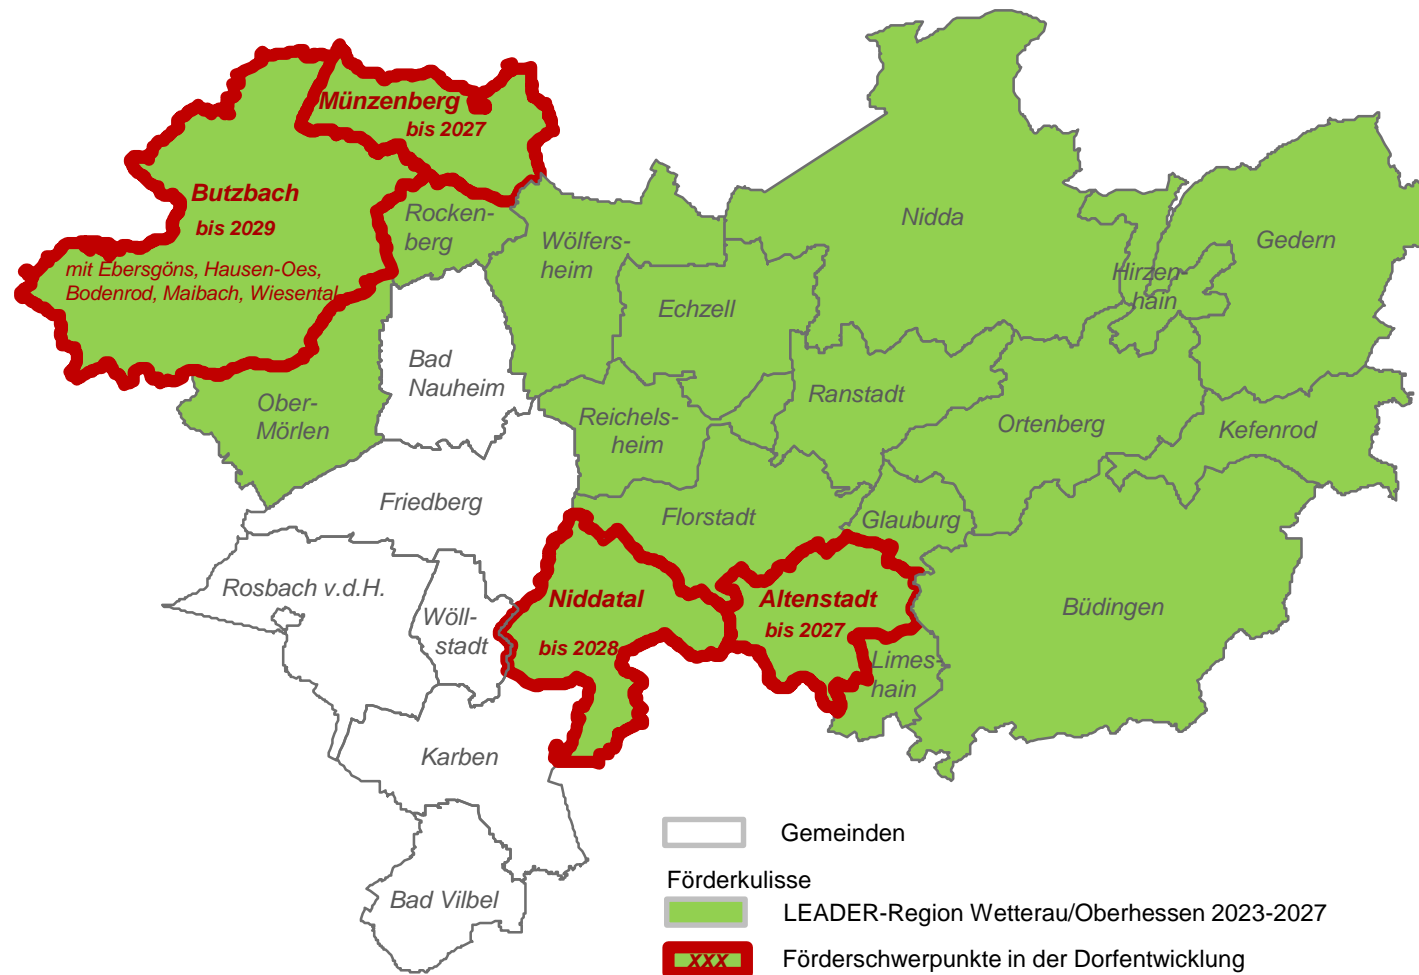 Münzenberg
bis 2027
Butzbach
bis 2029
mit Ebersgöns, Hausen-Oes,
Bodenrod, Maibach, Wiesental
Rocken-
berg
Wölfers-
heim
Nidda
Gedern
Hirzen-
hain
Echzell
Bad
Nauheim
Ober-
Mörlen
Reichels-
heim
Ranstadt
Ortenberg
Kefenrod
Friedberg
Florstadt
Glauburg
Rosbach v.d.H.
Wöll-
stadt
Niddatal
bis 2028
Altenstadt
bis 2027
Büdingen
Limes-
hain
Karben
Bad Vilbel
Gemeinden
Förderkulisse
LEADER-Region Wetterau/Oberhessen 2023-2027
XXX
Förderschwerpunkte in der Dorfentwicklung